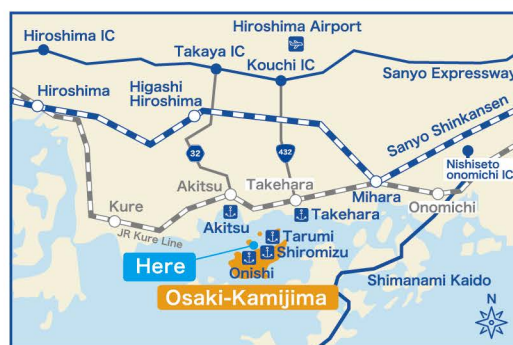 Hiroshima IC
Takaya IC
Hiroshima Airport
Kouchi IC
Sanyo Expressway
Hiroshima
Higashi
Hiroshima
Sanyo Shinkansen
32
432
Nishiseto
onomichi IC
Akitsu
Takehara
Mihara
Onomichi
Kure
JR Kure Line
Akitsu
Takehara
Tarumi
Shiromizu
Onishi
Here
Osaki-Kamijima
Shimanami Kaido
N